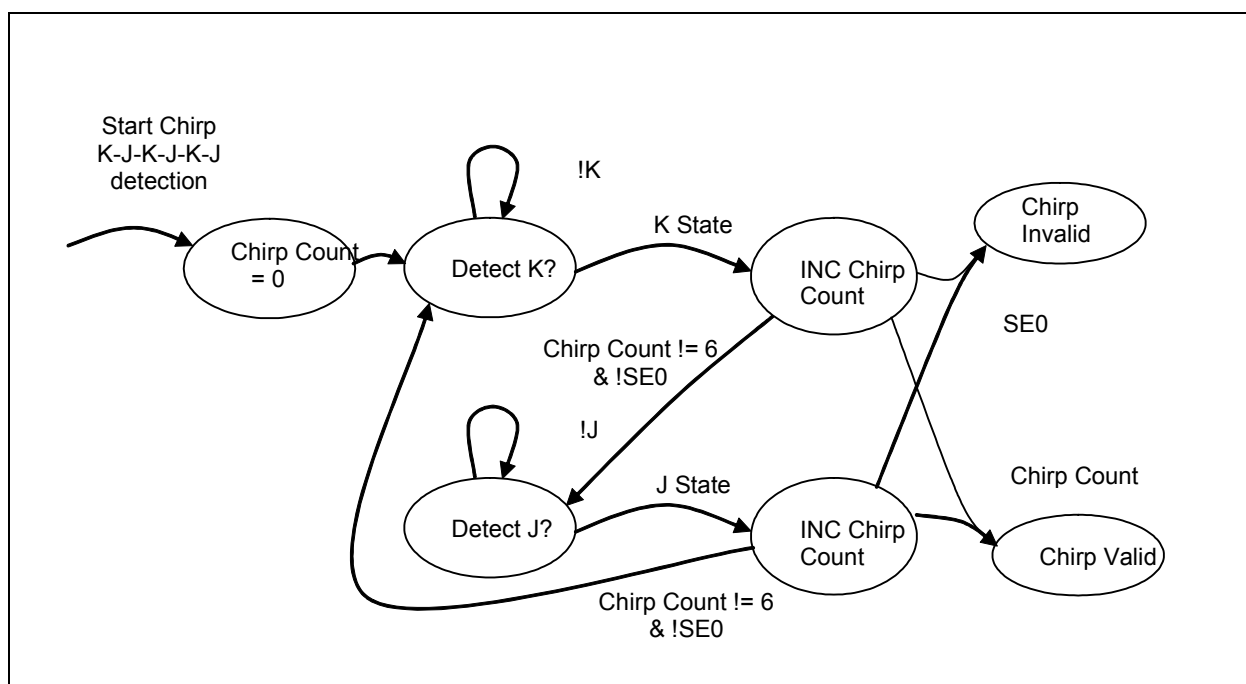 Start Chirp
K-J-K-J-K-J
detection
!K
K State
Chirp
Invalid
Chirp Count
= 0
Detect K?
INC Chirp
Count
SE0
Chirp Count != 6
& !SE0
!J
J State
Chirp Count
Detect J?
INC Chirp
Count
Chirp Valid
Chirp Count != 6
& !SE0